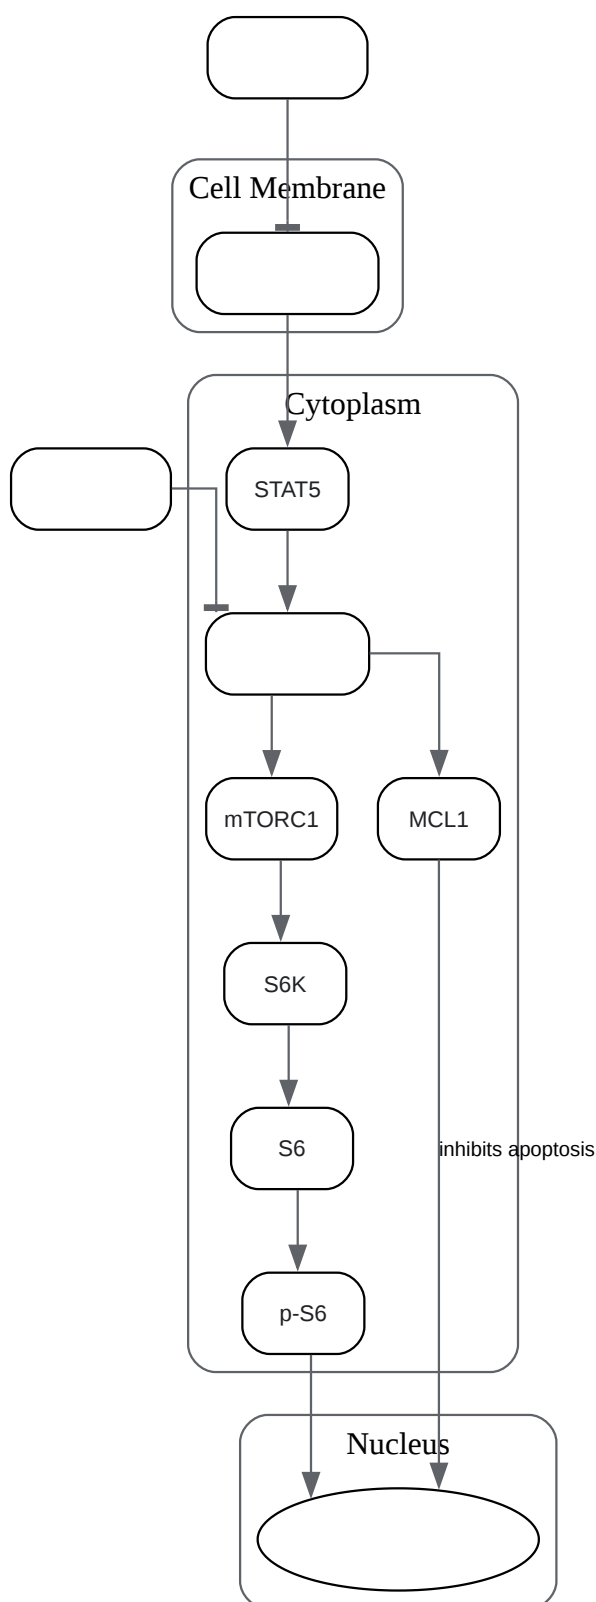 Cell Membrane
Cytoplasm
STAT5
mTORC1
MCL1
S6K
S6
inhibits apoptosis
p-S6
Nucleus